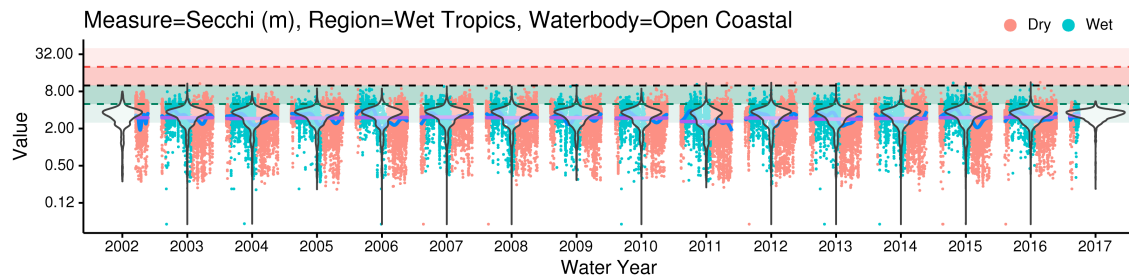 Measure=Secchi (m), Region=Wet Tropics, Waterbody=Open Coastal
Dry Wet
Value
32.00
8.00
2.00
0.50
0.12
2002 2003 2004 2005 2006 2007 2008 2009 2010 2011 2012 2013 2014 2015 2016 2017
Water Year